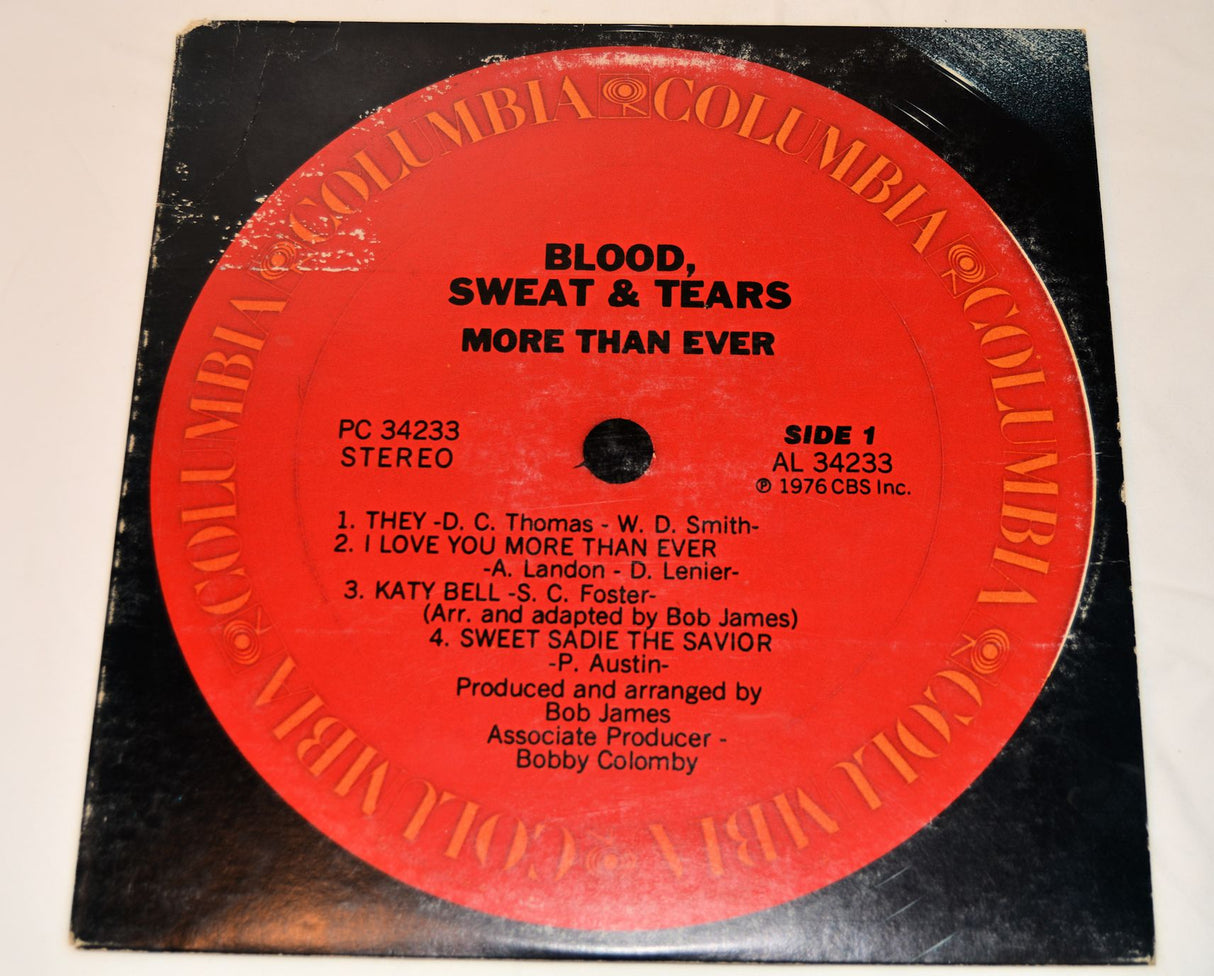 COLUMBIA COLUMBIA COLUMBIA COLUMBIA COLUMBIA COLUMBIA COLUMBIA
BLOOD,
SWEAT & TEARS
MORE THAN EVER
PC 34233
STEREO
SIDE 1
AL 34233
℗ 1976 CBS Inc.
1. THEY -D. C. Thomas - W. D. Smith-
2. I LOVE YOU MORE THAN EVER
-A. Landon - D. Lenier-
3. KATY BELL -S. C. Foster-
(Arr. and adapted by Bob James)
4. SWEET SADIE THE SAVIOR
-P. Austin-
Produced and arranged by
Bob James
Associate Producer -
Bobby Colomby